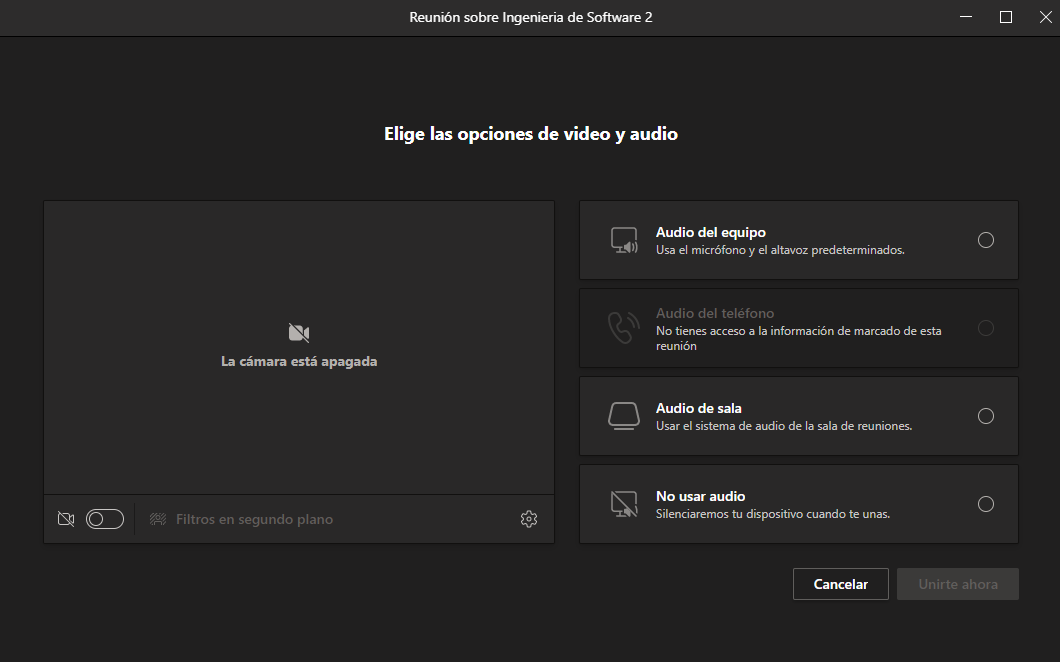 Reunión sobre Ingenieria de Software 2
Elige las opciones de video y audio
La cámara está apagada
Filtros en segundo plano
Audio del equipo
Usa el micrófono y el altavoz predeterminados.
Audio del teléfono
No tienes acceso a la información de marcado de esta
reunión
Audio de sala
Usar el sistema de audio de la sala de reuniones.
No usar audio
Silenciaremos tu dispositivo cuando te unas.
Cancelar
Unirte ahora